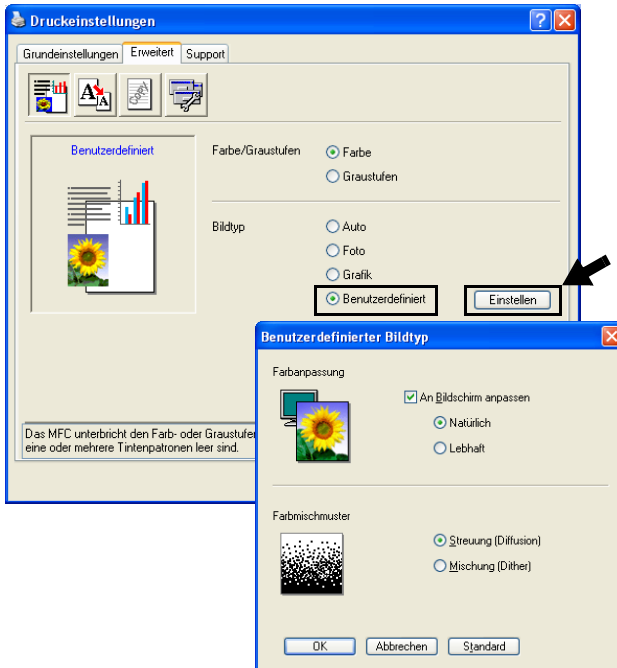 Druckeinstellungen
Grundeinstellungen Erweitert Support
Benutzerdefiniert
Farbe/Graustufen
Farbe
Graustufen
Bildtyp
Auto
Foto
Grafik
Benutzerdefiniert
Einstellen
Das MFC unterbricht den Farb- oder Graustufe
eine oder mehrere Tintenpatronen leer sind.
Benutzerdefinierter Bildtyp
Farbanpassung
An Bildschirm anpassen
Natürlich
Lebhaft
Farbmischmuster
Streuung (Diffusion)
Mischung (Dither)
OK Abbrechen Standard